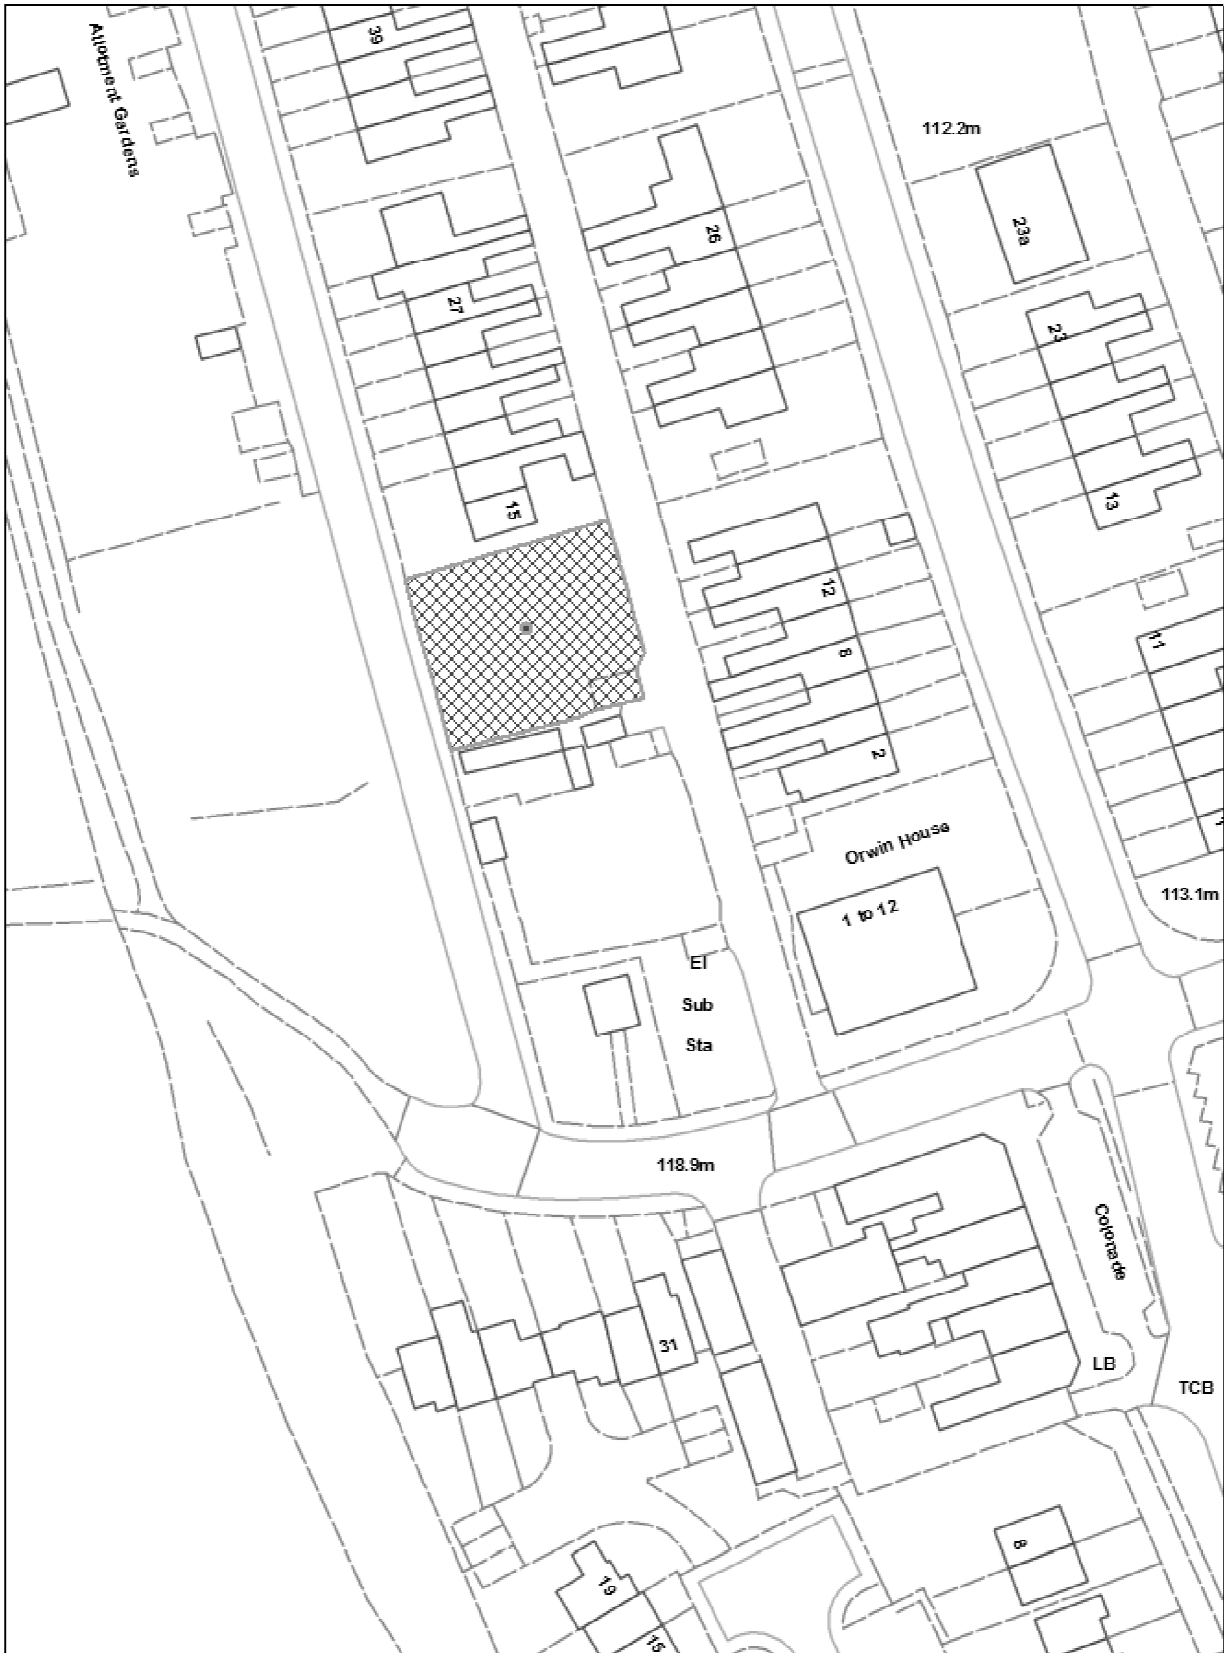 39
Allotment Gardens
112.2m
26
23a
27
23
15
13
12
11
8
2
Orwin House
1 to 12
113.1m
El
Sub
Sta
118.9m
Colonade
31
LB
TCB
8
19
15